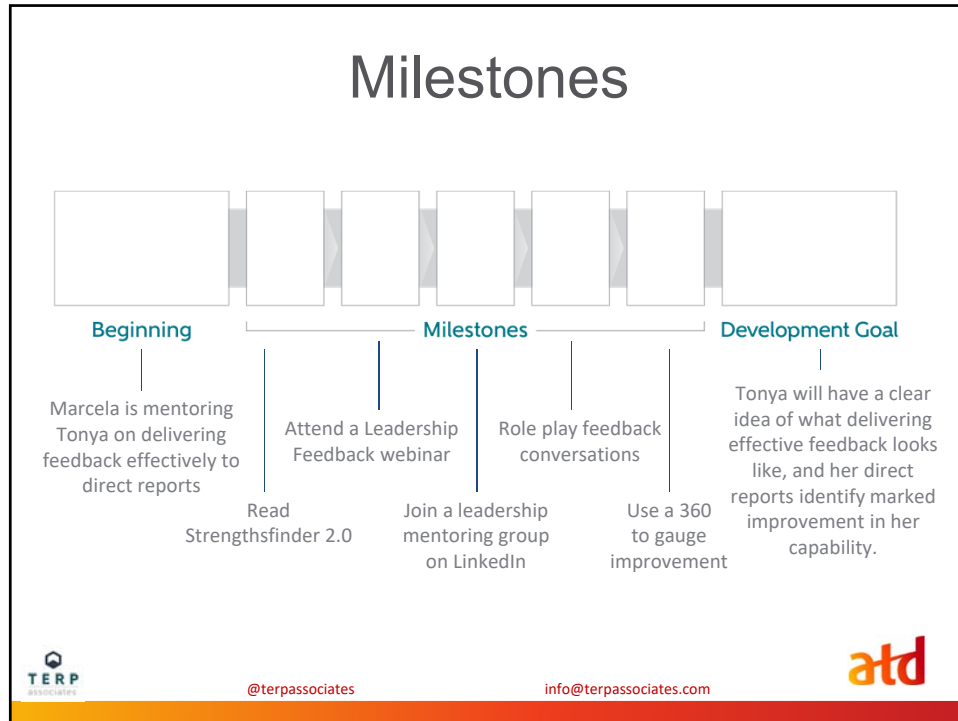 Milestones
Beginning
Milestones
Development Goal
Marcela is mentoring
Tonya on delivering
feedback effectively to
direct reports
Read
Strengthsfinder 2.0
Attend a Leadership
Feedback webinar
Join a leadership
mentoring group
on LinkedIn
Role play feedback
conversations
Use a 360
to gauge
improvement
Tonya will have a clear
idea of what delivering
effective feedback looks
like, and her direct
reports identify marked
improvement in her
capability.
TERP
associates
@terpassociates
info@terpassociates.com
atd